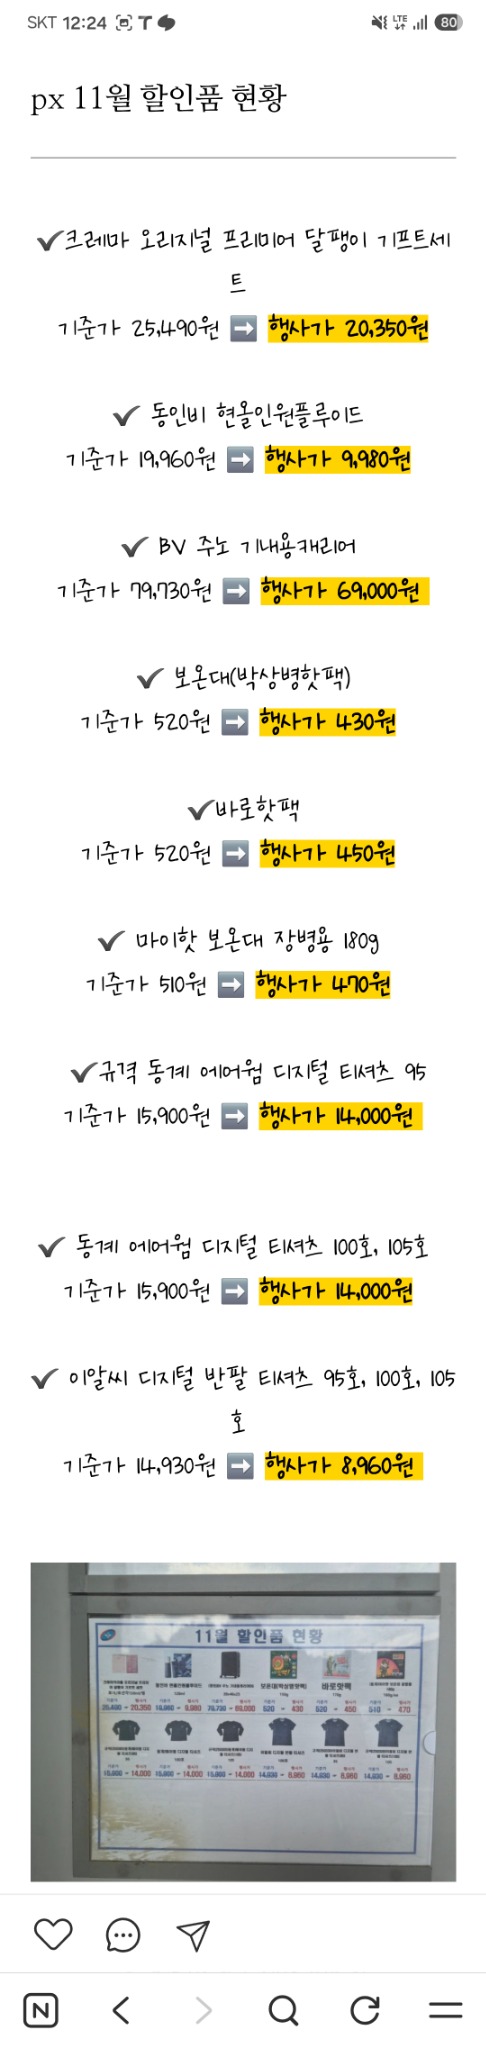 SKT 12:24
LTE 80
px 11월 할인품 현황
✔크레마 오리지널 프리미어 달팽이 기프트세
트
기준가 25,490원 ➡ 행사가 20,350원
✔ 동인비 현올인원플루이드
기준가 19,960원 ➡ 행사가 9,980원
✔ BV 주노 기내용캐리어
기준가 79,730원 ➡ 행사가 69,000원
✔ 보온대(박상병핫팩)
기준가 520원 ➡ 행사가 430원
✔바로핫팩
기준가 520원 ➡ 행사가 450원
✔ 마이핫 보온대 장병용 180g
기준가 510원 ➡ 행사가 470원
✔규격 동계 에어웜 디지털 티셔츠 95
기준가 15,900원 ➡ 행사가 14,000원
✔ 동계 에어웜 디지털 티셔츠 100호, 105호
기준가 15,900원 ➡ 행사가 14,000원
✔ 이알씨 디지털 반팔 티셔츠 95호, 100호, 105
호
기준가 14,930원 ➡ 행사가 8,960원
11월 할인품 현황
바로핫팩
N